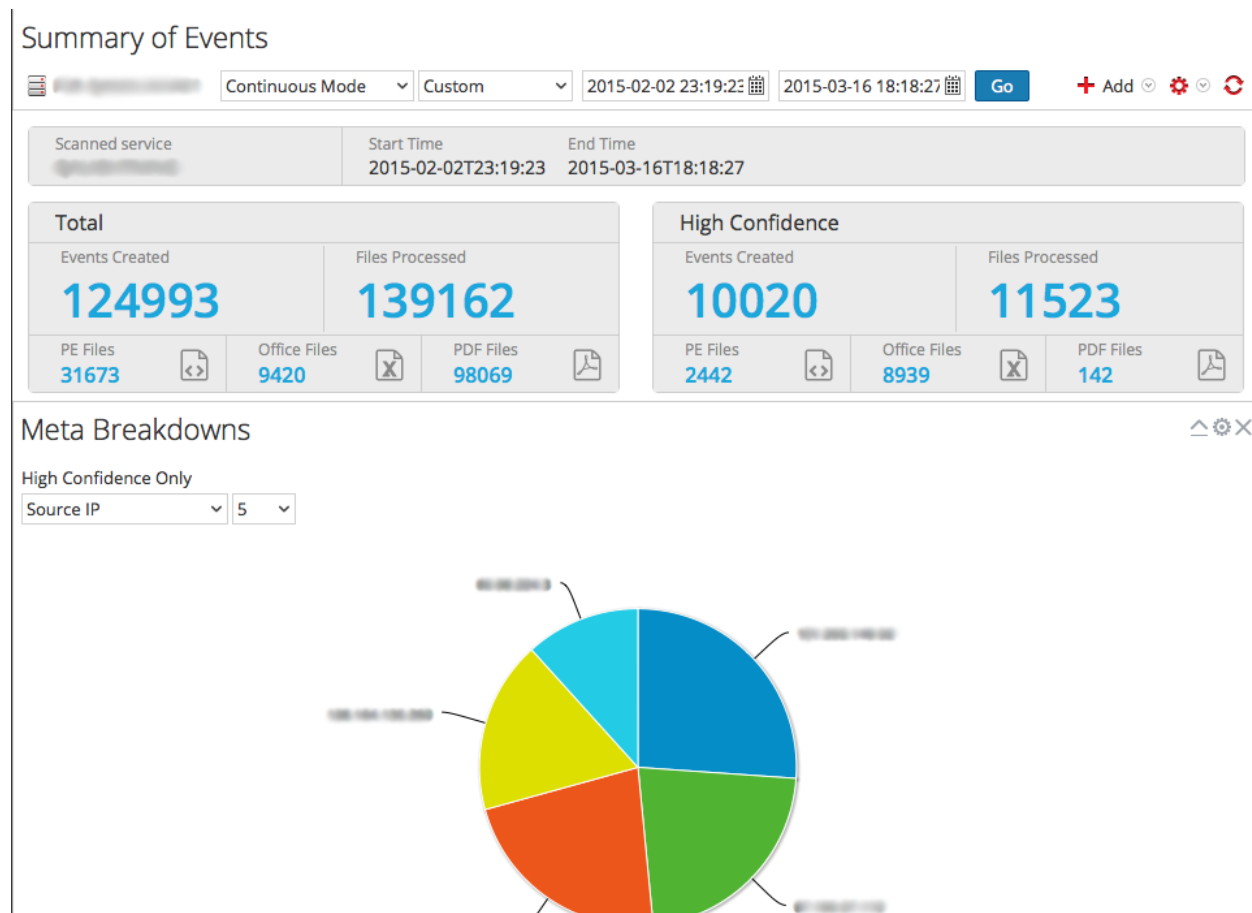 Summary of Events
Continuous Mode Custom 2015-02-02 23:19:23 2015-03-16 18:18:27 Go Add
Scanned service Start Time End Time
2015-02-02T23:19:23 2015-03-16T18:18:27
Total High Confidence
Events Created Files Processed Events Created Files Processed
124993 139162 10020 11523
PE Files Office Files PDF Files PE Files Office Files PDF Files
31673 9420 98069 2442 8939 142
Meta Breakdowns
High Confidence Only
Source IP 5